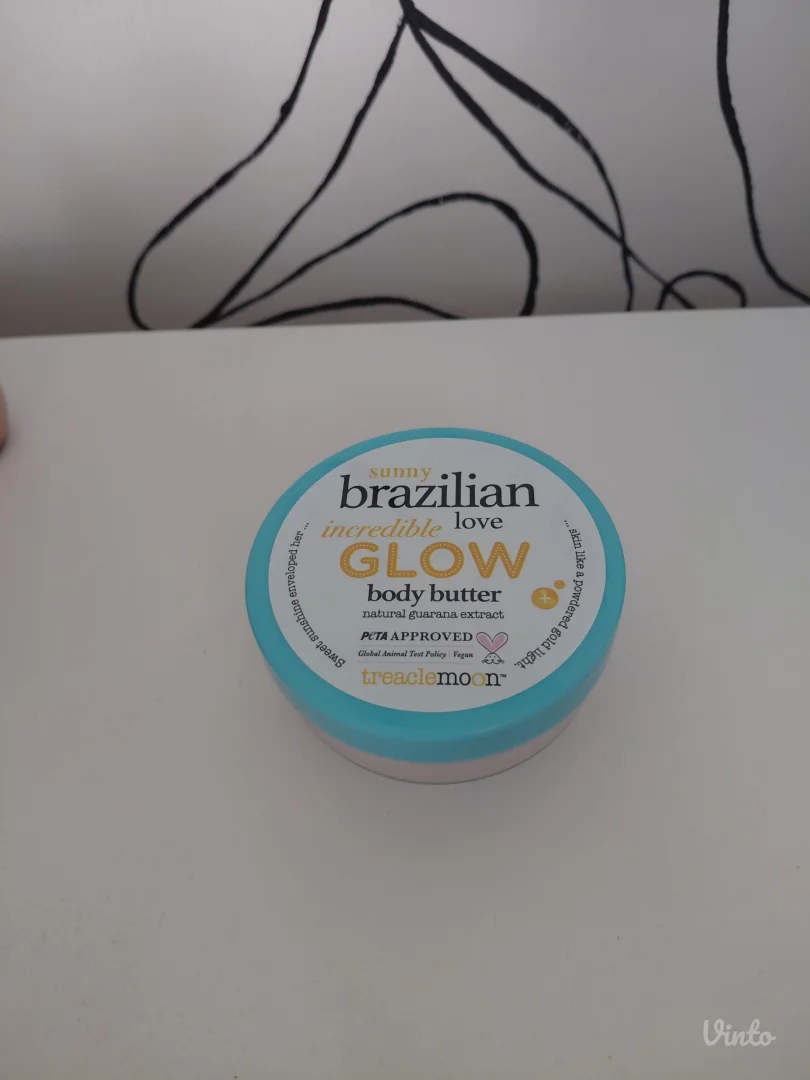 sunny
brazilian
love
incredible
GLOW
body butter
natural guarana extract
PETA APPROVED
Global Animal Test Policy | Vegan
treaclemoon™
Sweet sunshine enveloped her...
...skin like a powdered gold light.
Vinto